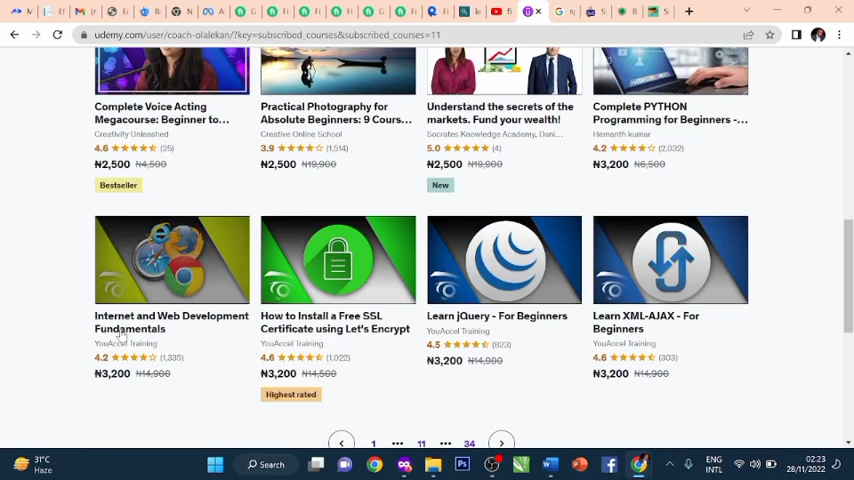 udemy.com/user/coach-olalekan/?key=subscribed_courses&subscribed_courses=11
Complete Voice Acting Megacourse: Beginner to...
Creativity Unleashed
4.6 (25)
₦2,500 ₦4,500
Bestseller
Practical Photography for Absolute Beginners: 9 Cours...
Creative Online School
3.9 (1,514)
₦2,500 ₦19,900
Understand the secrets of the markets. Fund your wealth!
Socrates Knowledge Academy, Dani...
5.0 (4)
₦2,500 ₦19,900
New
Complete PYTHON Programming for Beginners -...
Hemanth kumar
4.2 (2,032)
₦3,200 ₦6,500
Internet and Web Development Fundamentals
YouAccel Training
4.2 (1,335)
₦3,200 ₦14,900
How to Install a Free SSL Certificate using Let's Encrypt
YouAccel Training
4.6 (1,022)
₦3,200 ₦14,500
Highest rated
Learn jQuery - For Beginners
YouAccel Training
4.5 (823)
₦3,200 ₦14,900
Learn XML-AJAX - For Beginners
YouAccel Training
4.6 (303)
₦3,200 ₦14,900
1 ••• 11 ••• 34
31°C
Haze
Search
ENG
INTL
02:23
28/11/2022